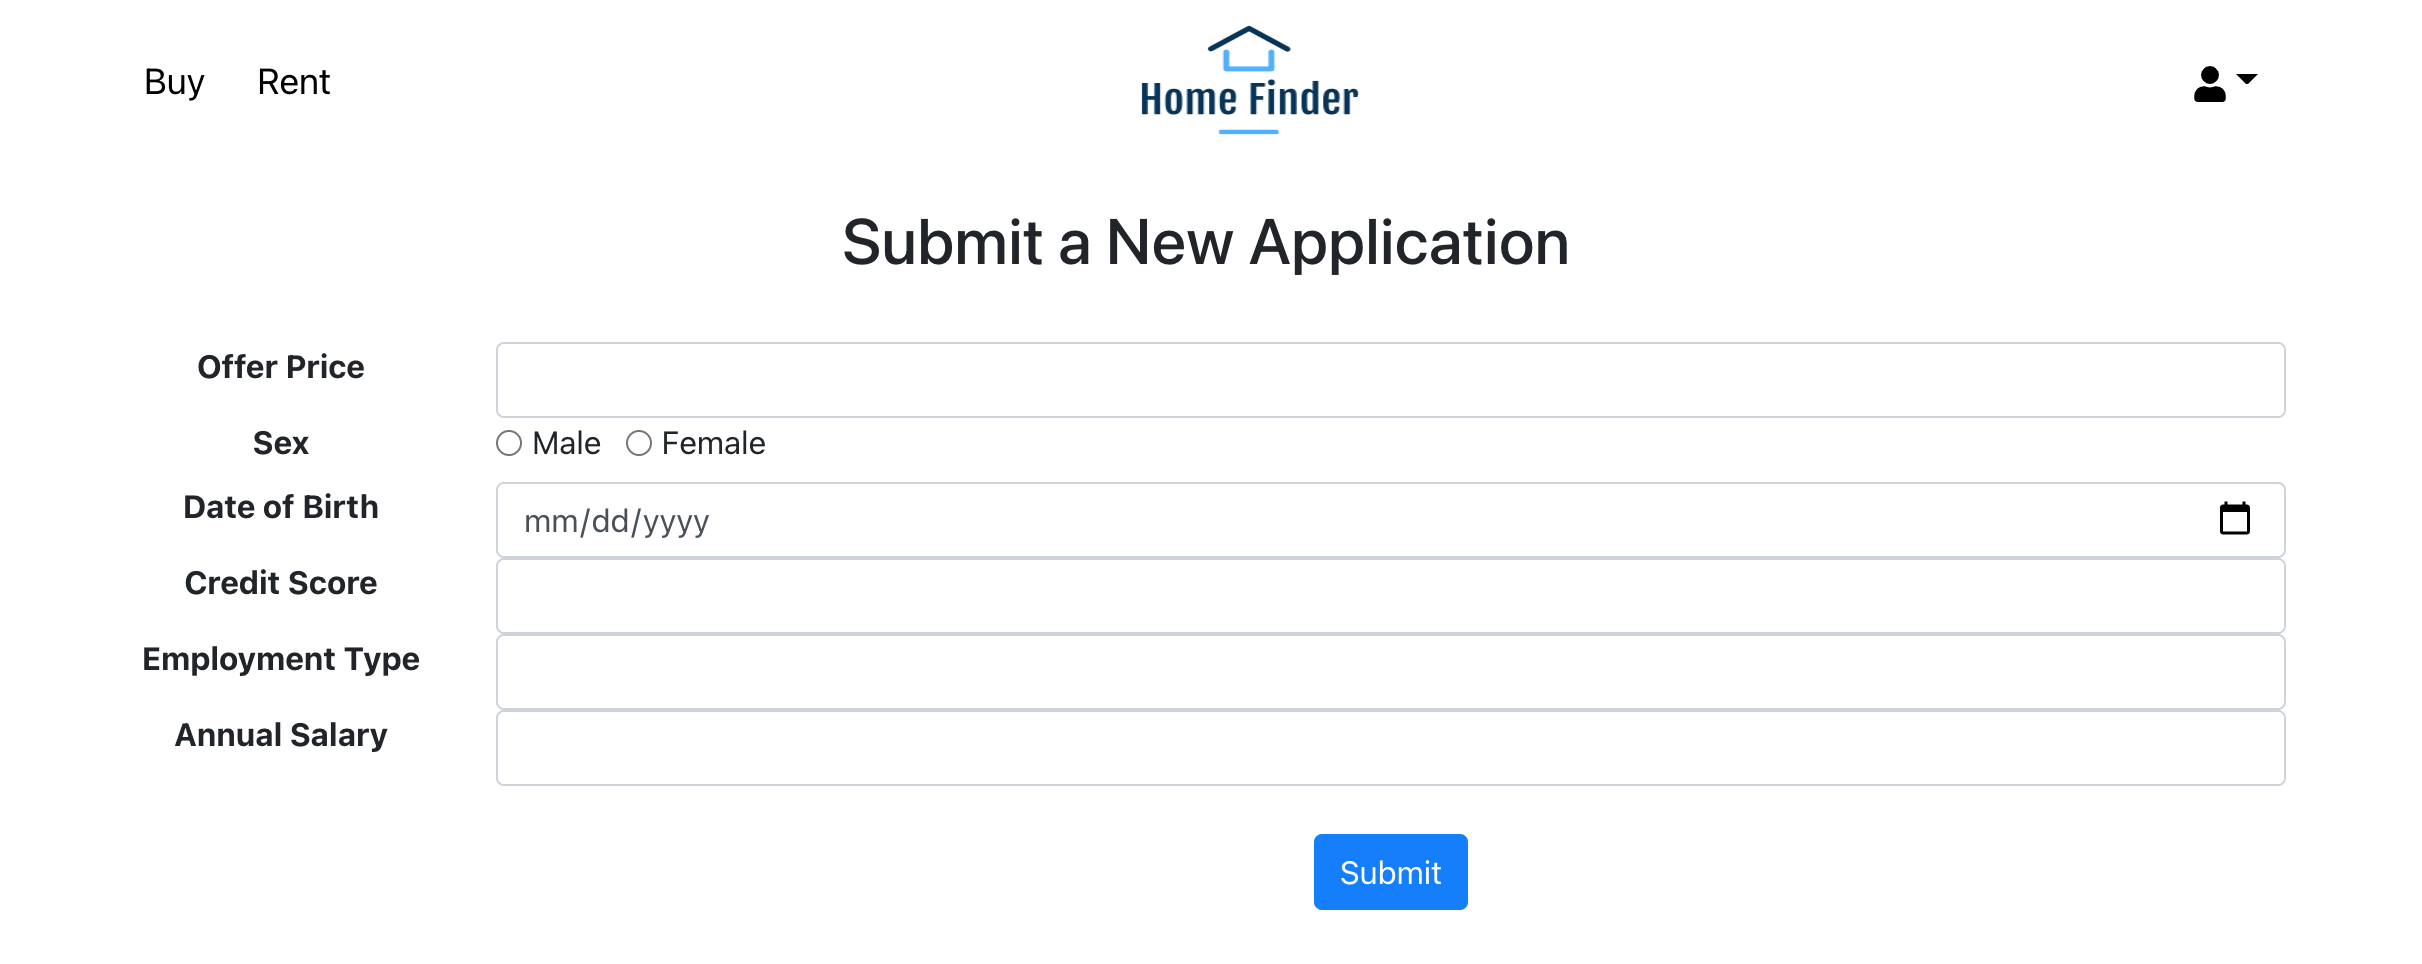 Buy Rent
Home Finder
Submit a New Application
Offer Price
Sex Male Female
Date of Birth mm/dd/yyyy
Credit Score
Employment Type
Annual Salary
Submit